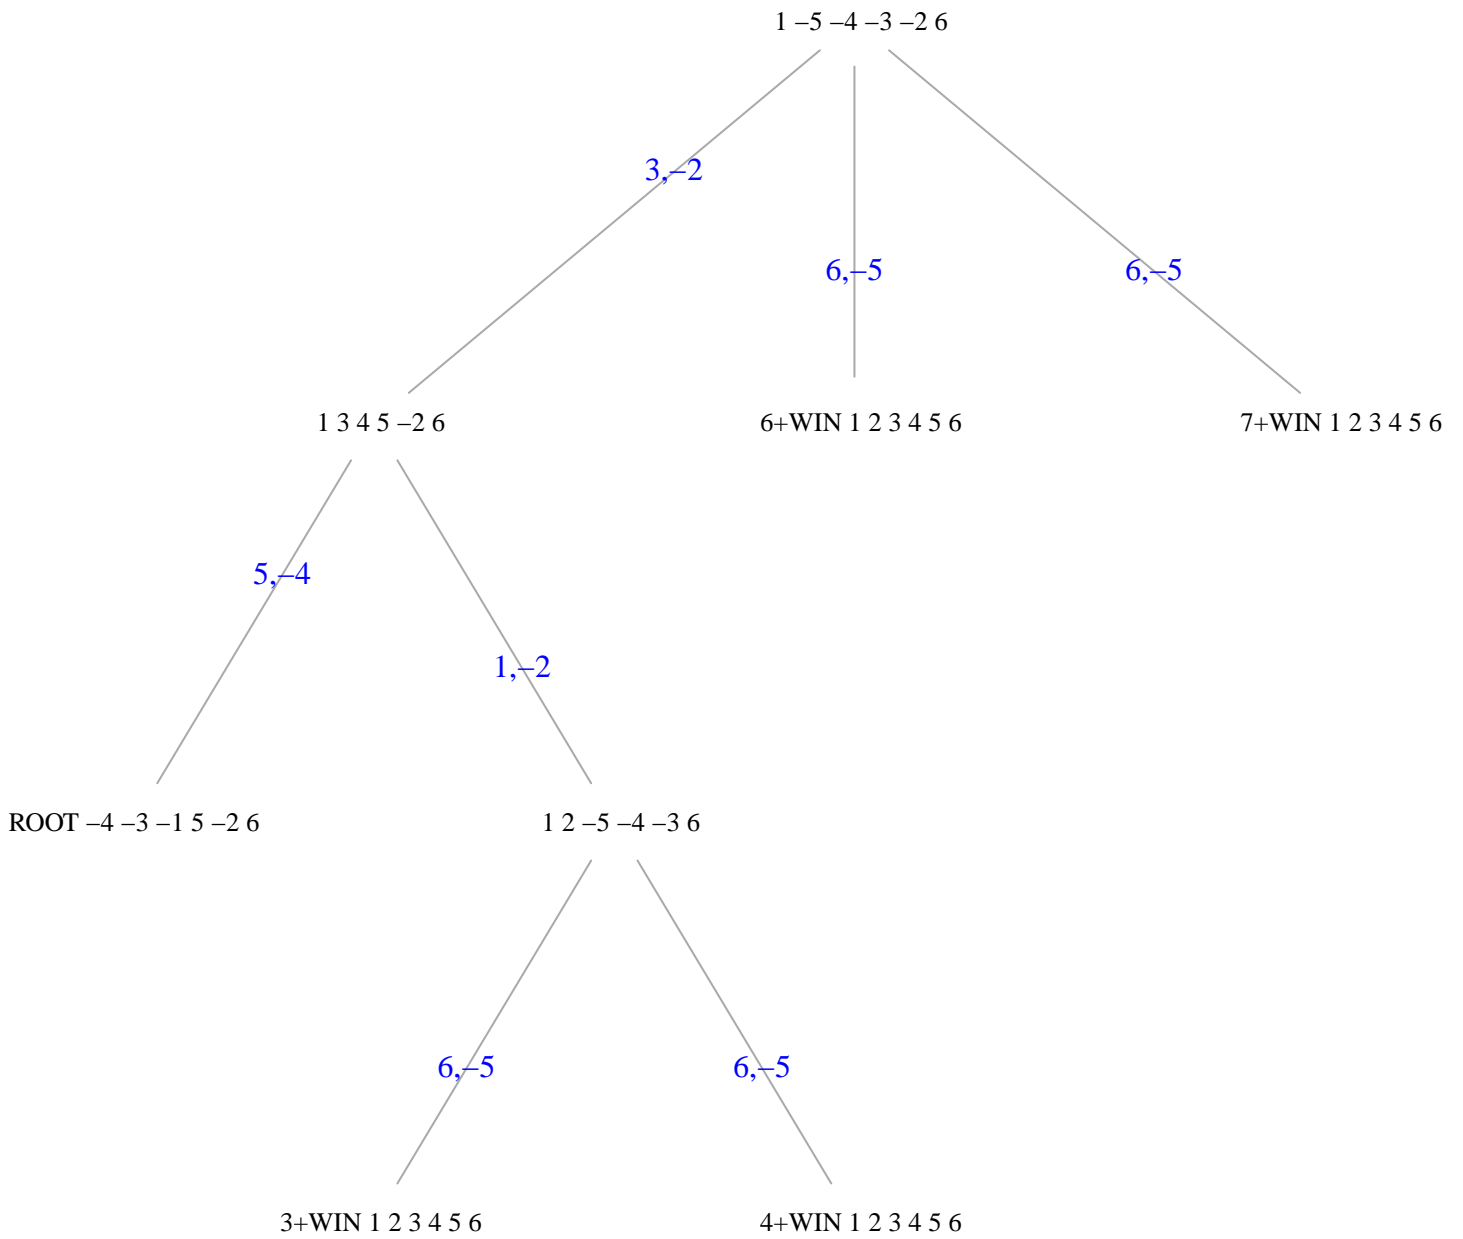 1 –5 –4 –3 –2 6
3,–2
6,–5
6,–5
1 3 4 5 –2 6
6+WIN 1 2 3 4 5 6
7+WIN 1 2 3 4 5 6
5,–4
1,–2
ROOT –4 –3 –1 5 –2 6
1 2 –5 –4 –3 6
6,–5
6,–5
3+WIN 1 2 3 4 5 6
4+WIN 1 2 3 4 5 6